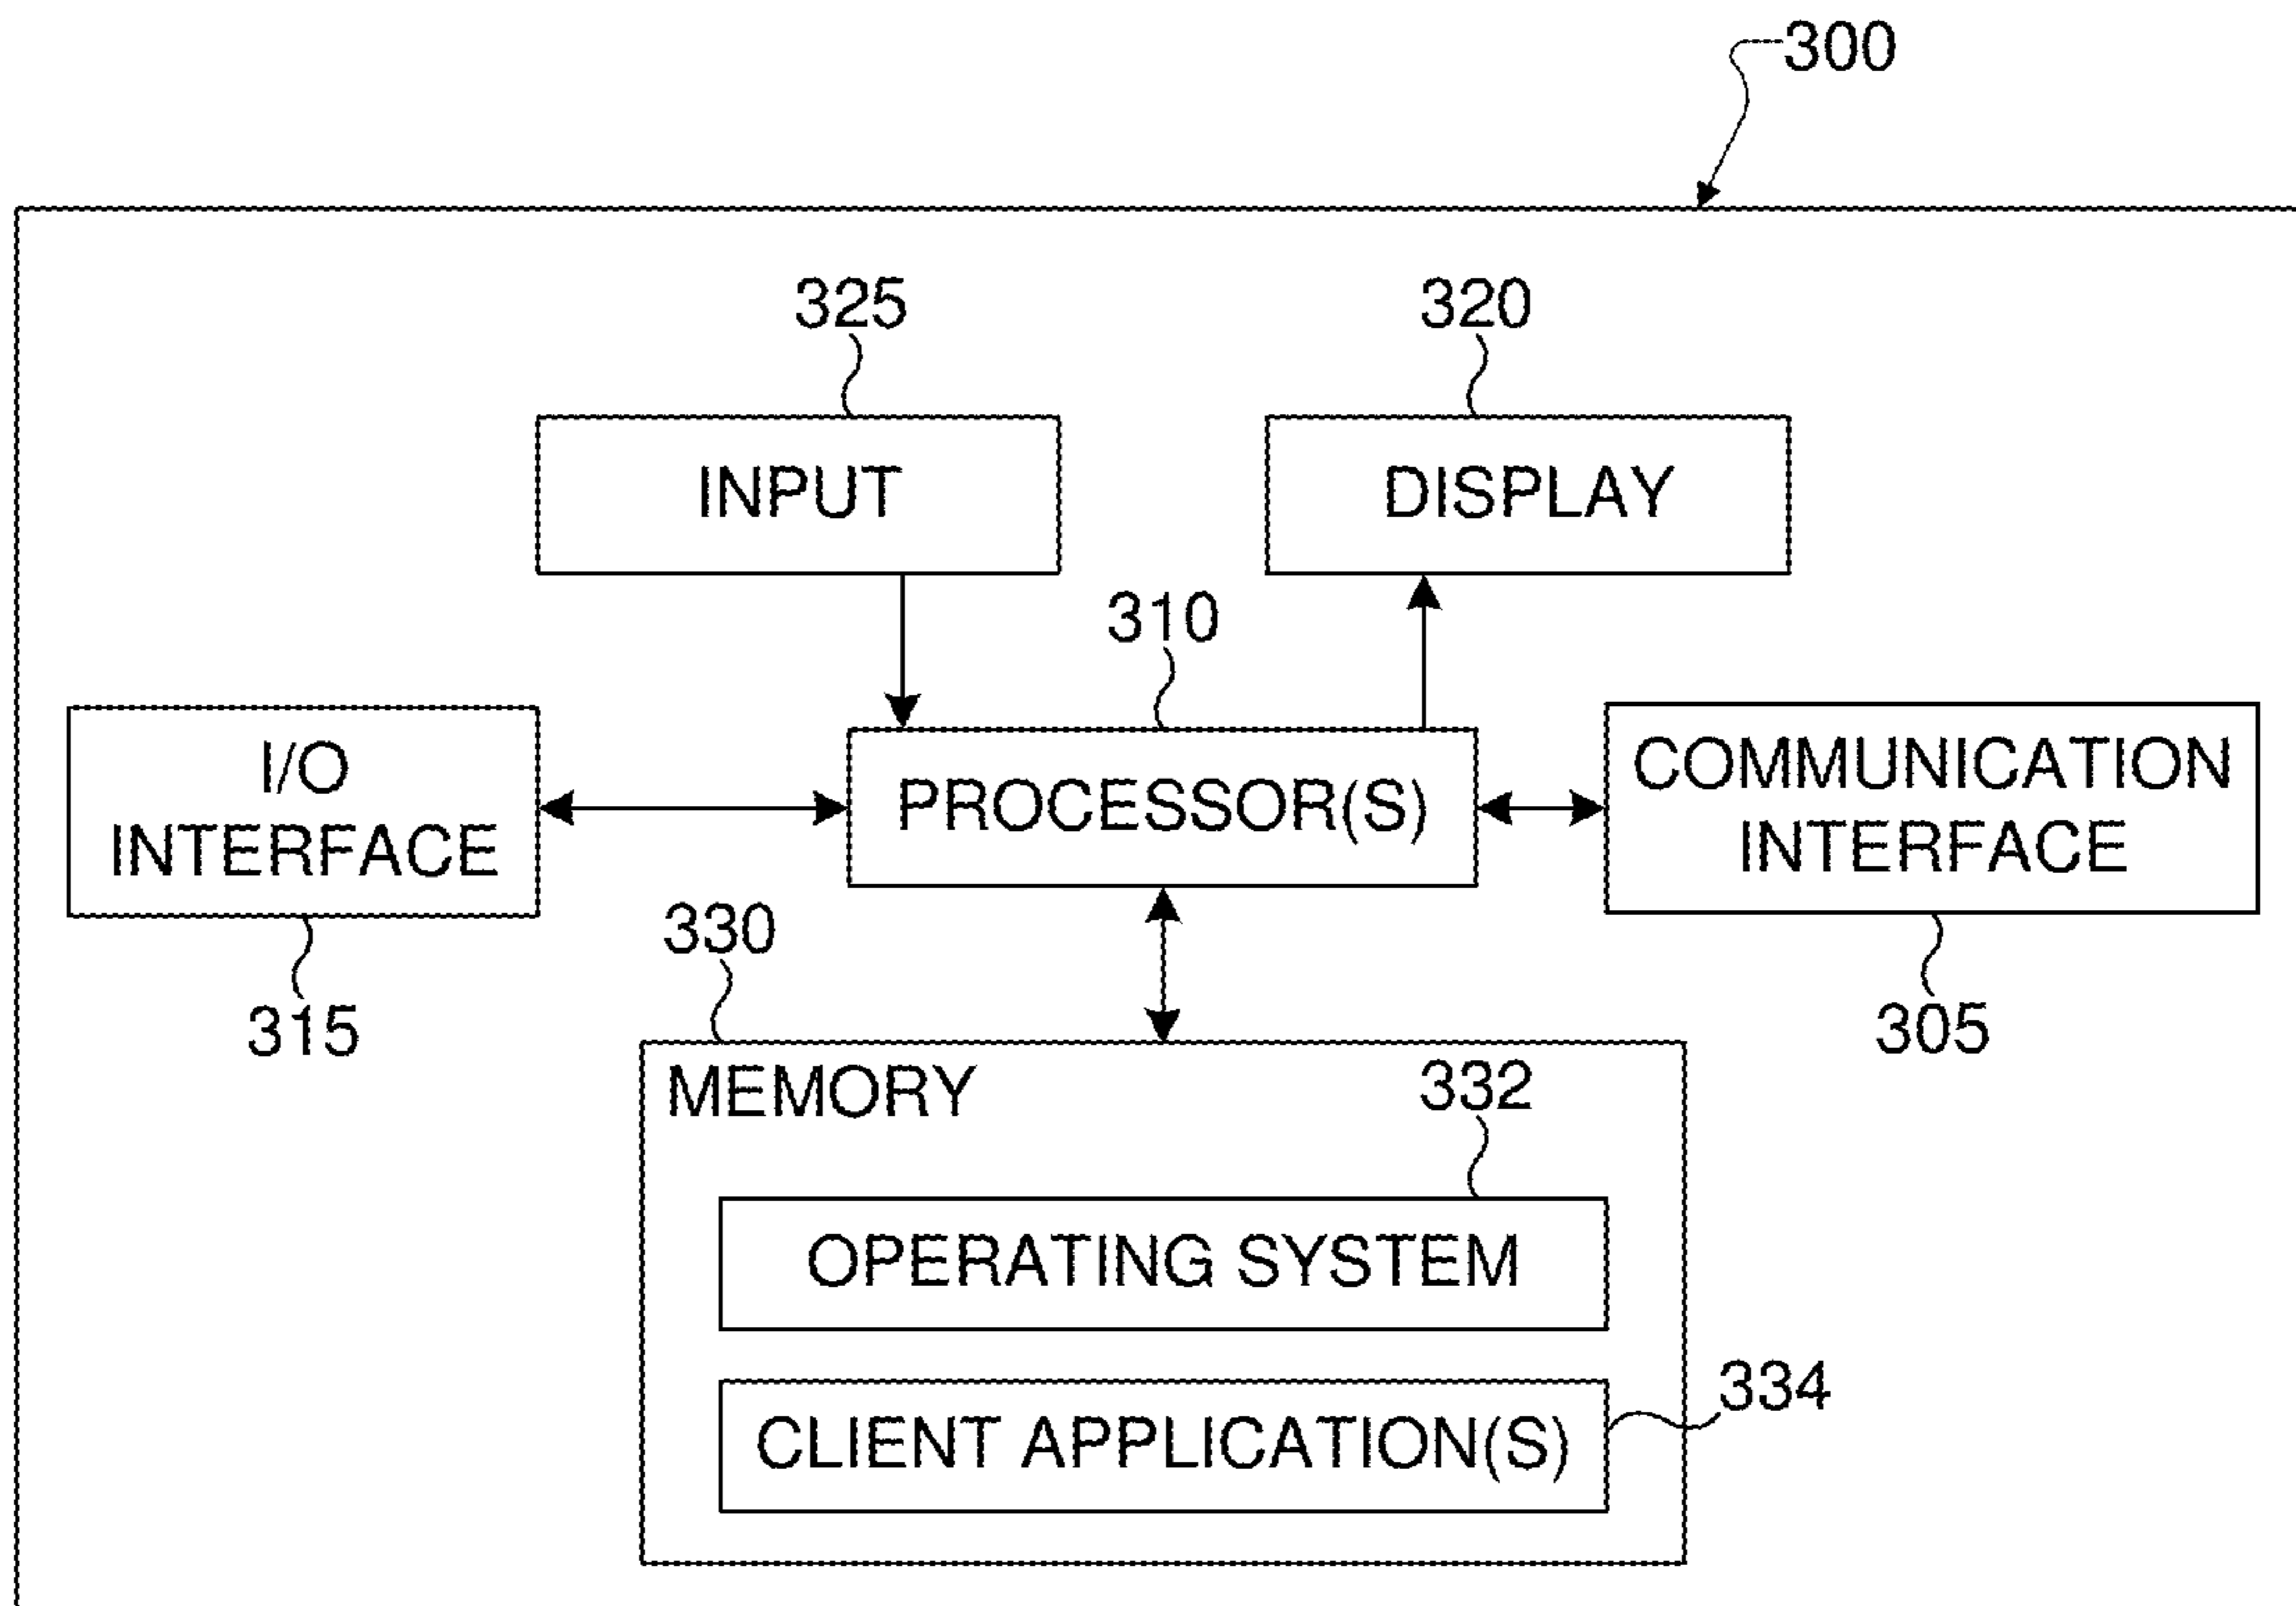 300
325
320
INPUT
DISPLAY
310
I/O
INTERFACE
PROCESSOR(S)
COMMUNICATION
INTERFACE
330
315
305
MEMORY
332
OPERATING SYSTEM
334
CLIENT APPLICATION(S)